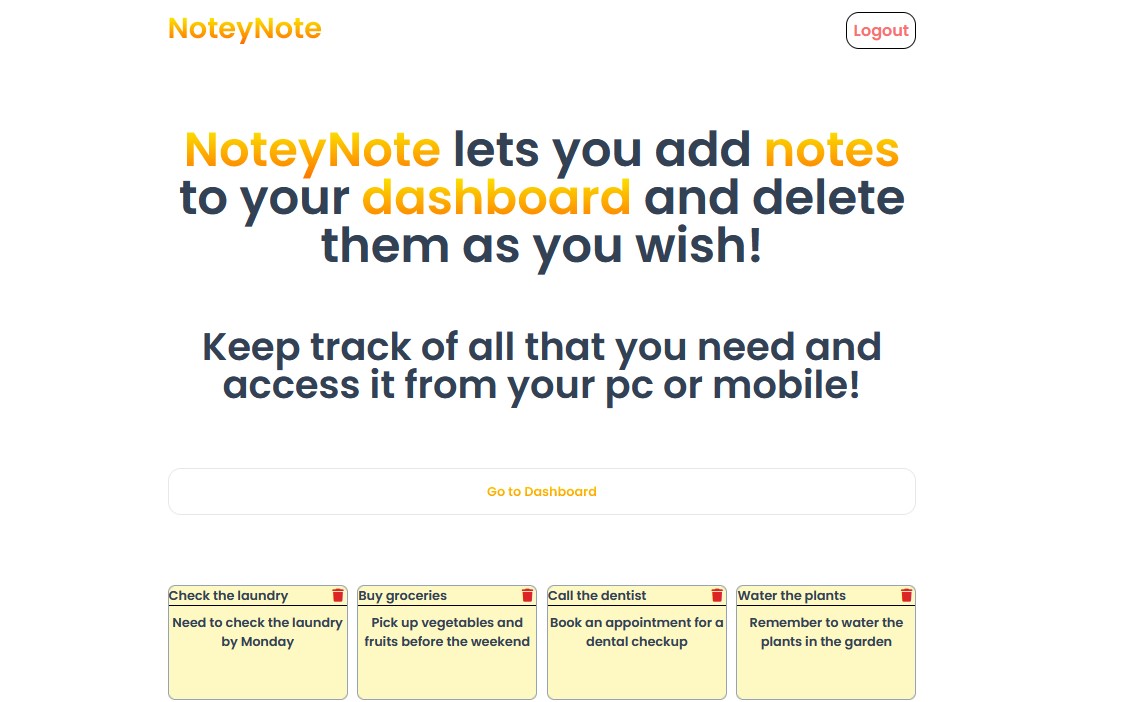 NoteyNote
Logout
NoteyNote lets you add notes
to your dashboard and delete
them as you wish!
Keep track of all that you need and
access it from your pc or mobile!
Go to Dashboard
Check the laundry
Need to check the laundry
by Monday
Buy groceries
Pick up vegetables and
fruits before the weekend
Call the dentist
Book an appointment for a
dental checkup
Water the plants
Remember to water the
plants in the garden